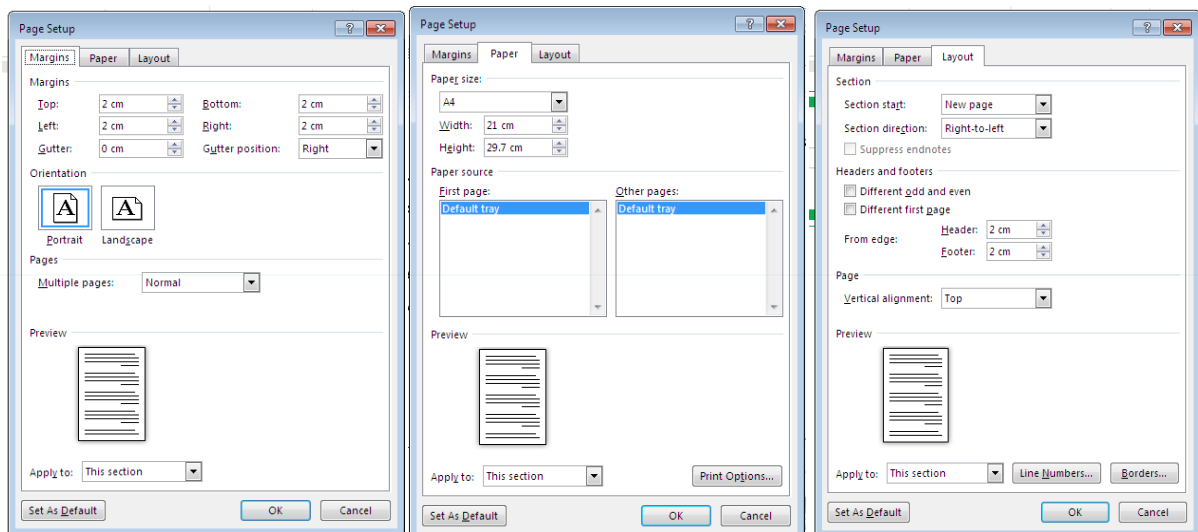 Page Setup
Margins Paper Layout
Margins
Top: 2 cm Bottom: 2 cm
Left: 2 cm Right: 2 cm
Gutter: 0 cm Gutter position: Right
Orientation
A A
Portrait Landscape
Pages
Multiple pages: Normal
Preview
Apply to: This section
Set As Default OK Cancel
Page Setup
Margins Paper Layout
Paper size:
A4
Width: 21 cm
Height: 29.7 cm
Paper source
First page: Other pages:
Default tray Default tray
Preview
Apply to: This section Print Options...
Set As Default OK Cancel
Page Setup
Margins Paper Layout
Section
Section start: New page
Section direction: Right-to-left
Suppress endnotes
Headers and footers
Different odd and even
Different first page
Header: 2 cm
From edge:
Footer: 2 cm
Page
Vertical alignment: Top
Preview
Apply to: This section Line Numbers... Borders...
Set As Default OK Cancel